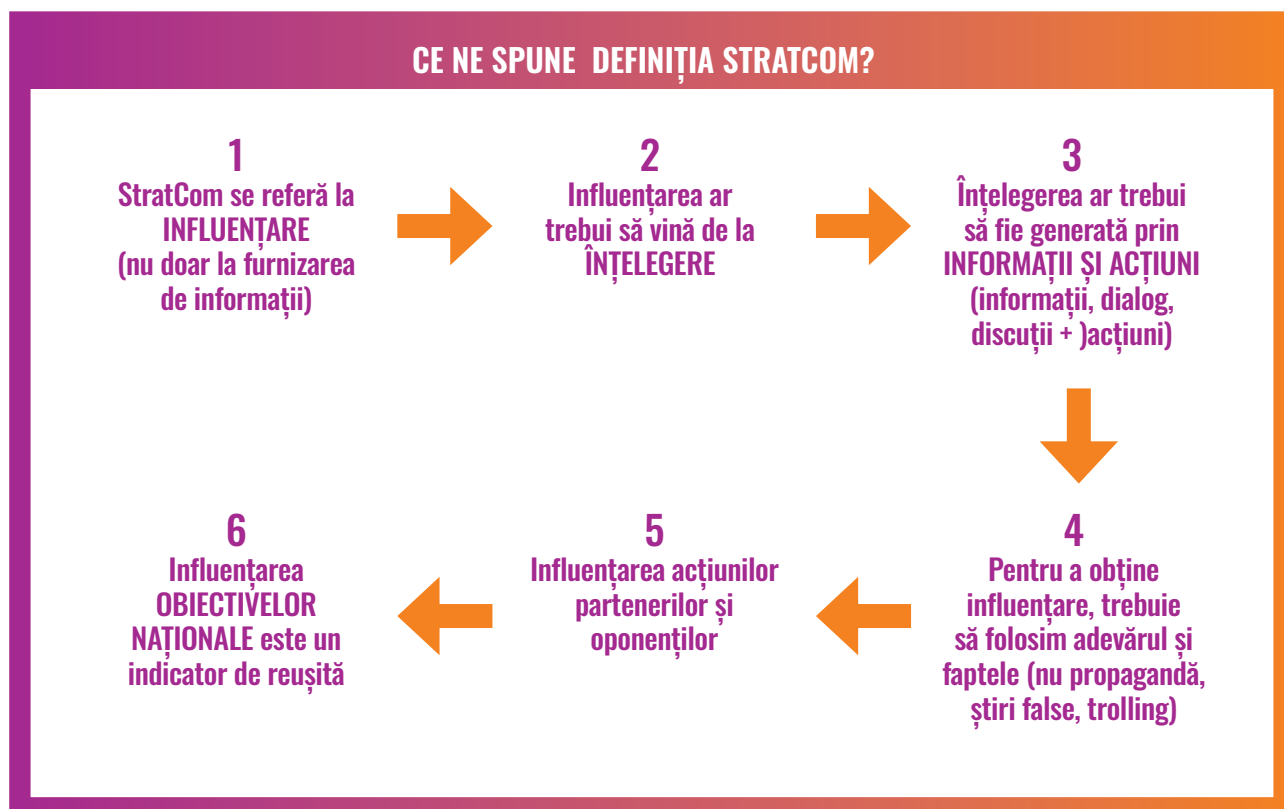 CE NE SPUNE DEFINIȚIA STRATCOM?
1
StratCom se referă la
INFLUENȚARE
(nu doar la furnizarea
de informații)
2
Influențarea ar
trebui să vină de la
ÎNȚELEGERE
3
Înțelegerea ar trebui
să fie generată prin
INFORMAȚII ȘI ACȚIUNI
(informații, dialog,
discuții + )acțiuni)
4
Pentru a obține
influențare, trebuie
să folosim adevărul și
faptele (nu propagandă,
știri false, trolling)
5
Influențarea acțiunilor
partenerilor și
oponenților
6
Influențarea
OBIECTIVELOR
NAȚIONALE este un
indicator de reușită